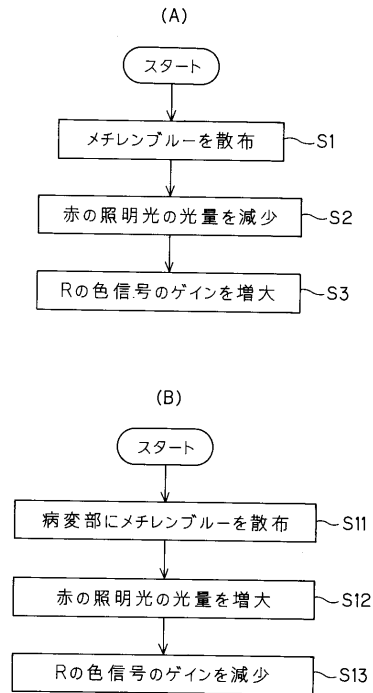 (A)
スタート
メチレンブルーを散布 S1
赤の照明光の光量を減少 S2
Rの色信号のゲインを増大 S3
(B)
スタート
病変部にメチレンブルーを散布 S11
赤の照明光の光量を増大 S12
Rの色信号のゲインを減少 S13